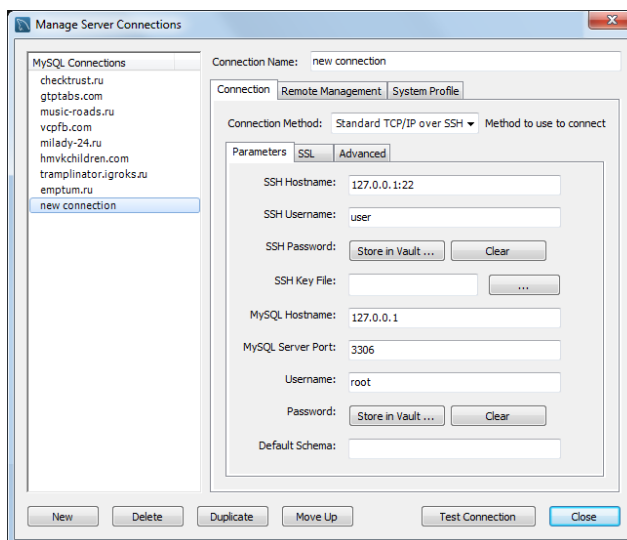 Manage Server Connections
MySQL Connections
checktrust.ru
gtptabs.com
music-roads.ru
vcpfb.com
milady-24.ru
hmvkchildren.com
tramplinator.igroks.ru
emptum.ru
new connection
Connection Name: new connection
Connection Remote Management System Profile
Connection Method: Standard TCP/IP over SSH Method to use to connect
Parameters SSL Advanced
SSH Hostname: 127.0.0.1:22
SSH Username: user
SSH Password: Store in Vault ... Clear
SSH Key File: ...
MySQL Hostname: 127.0.0.1
MySQL Server Port: 3306
Username: root
Password: Store in Vault ... Clear
Default Schema:
New Delete Duplicate Move Up Test Connection Close